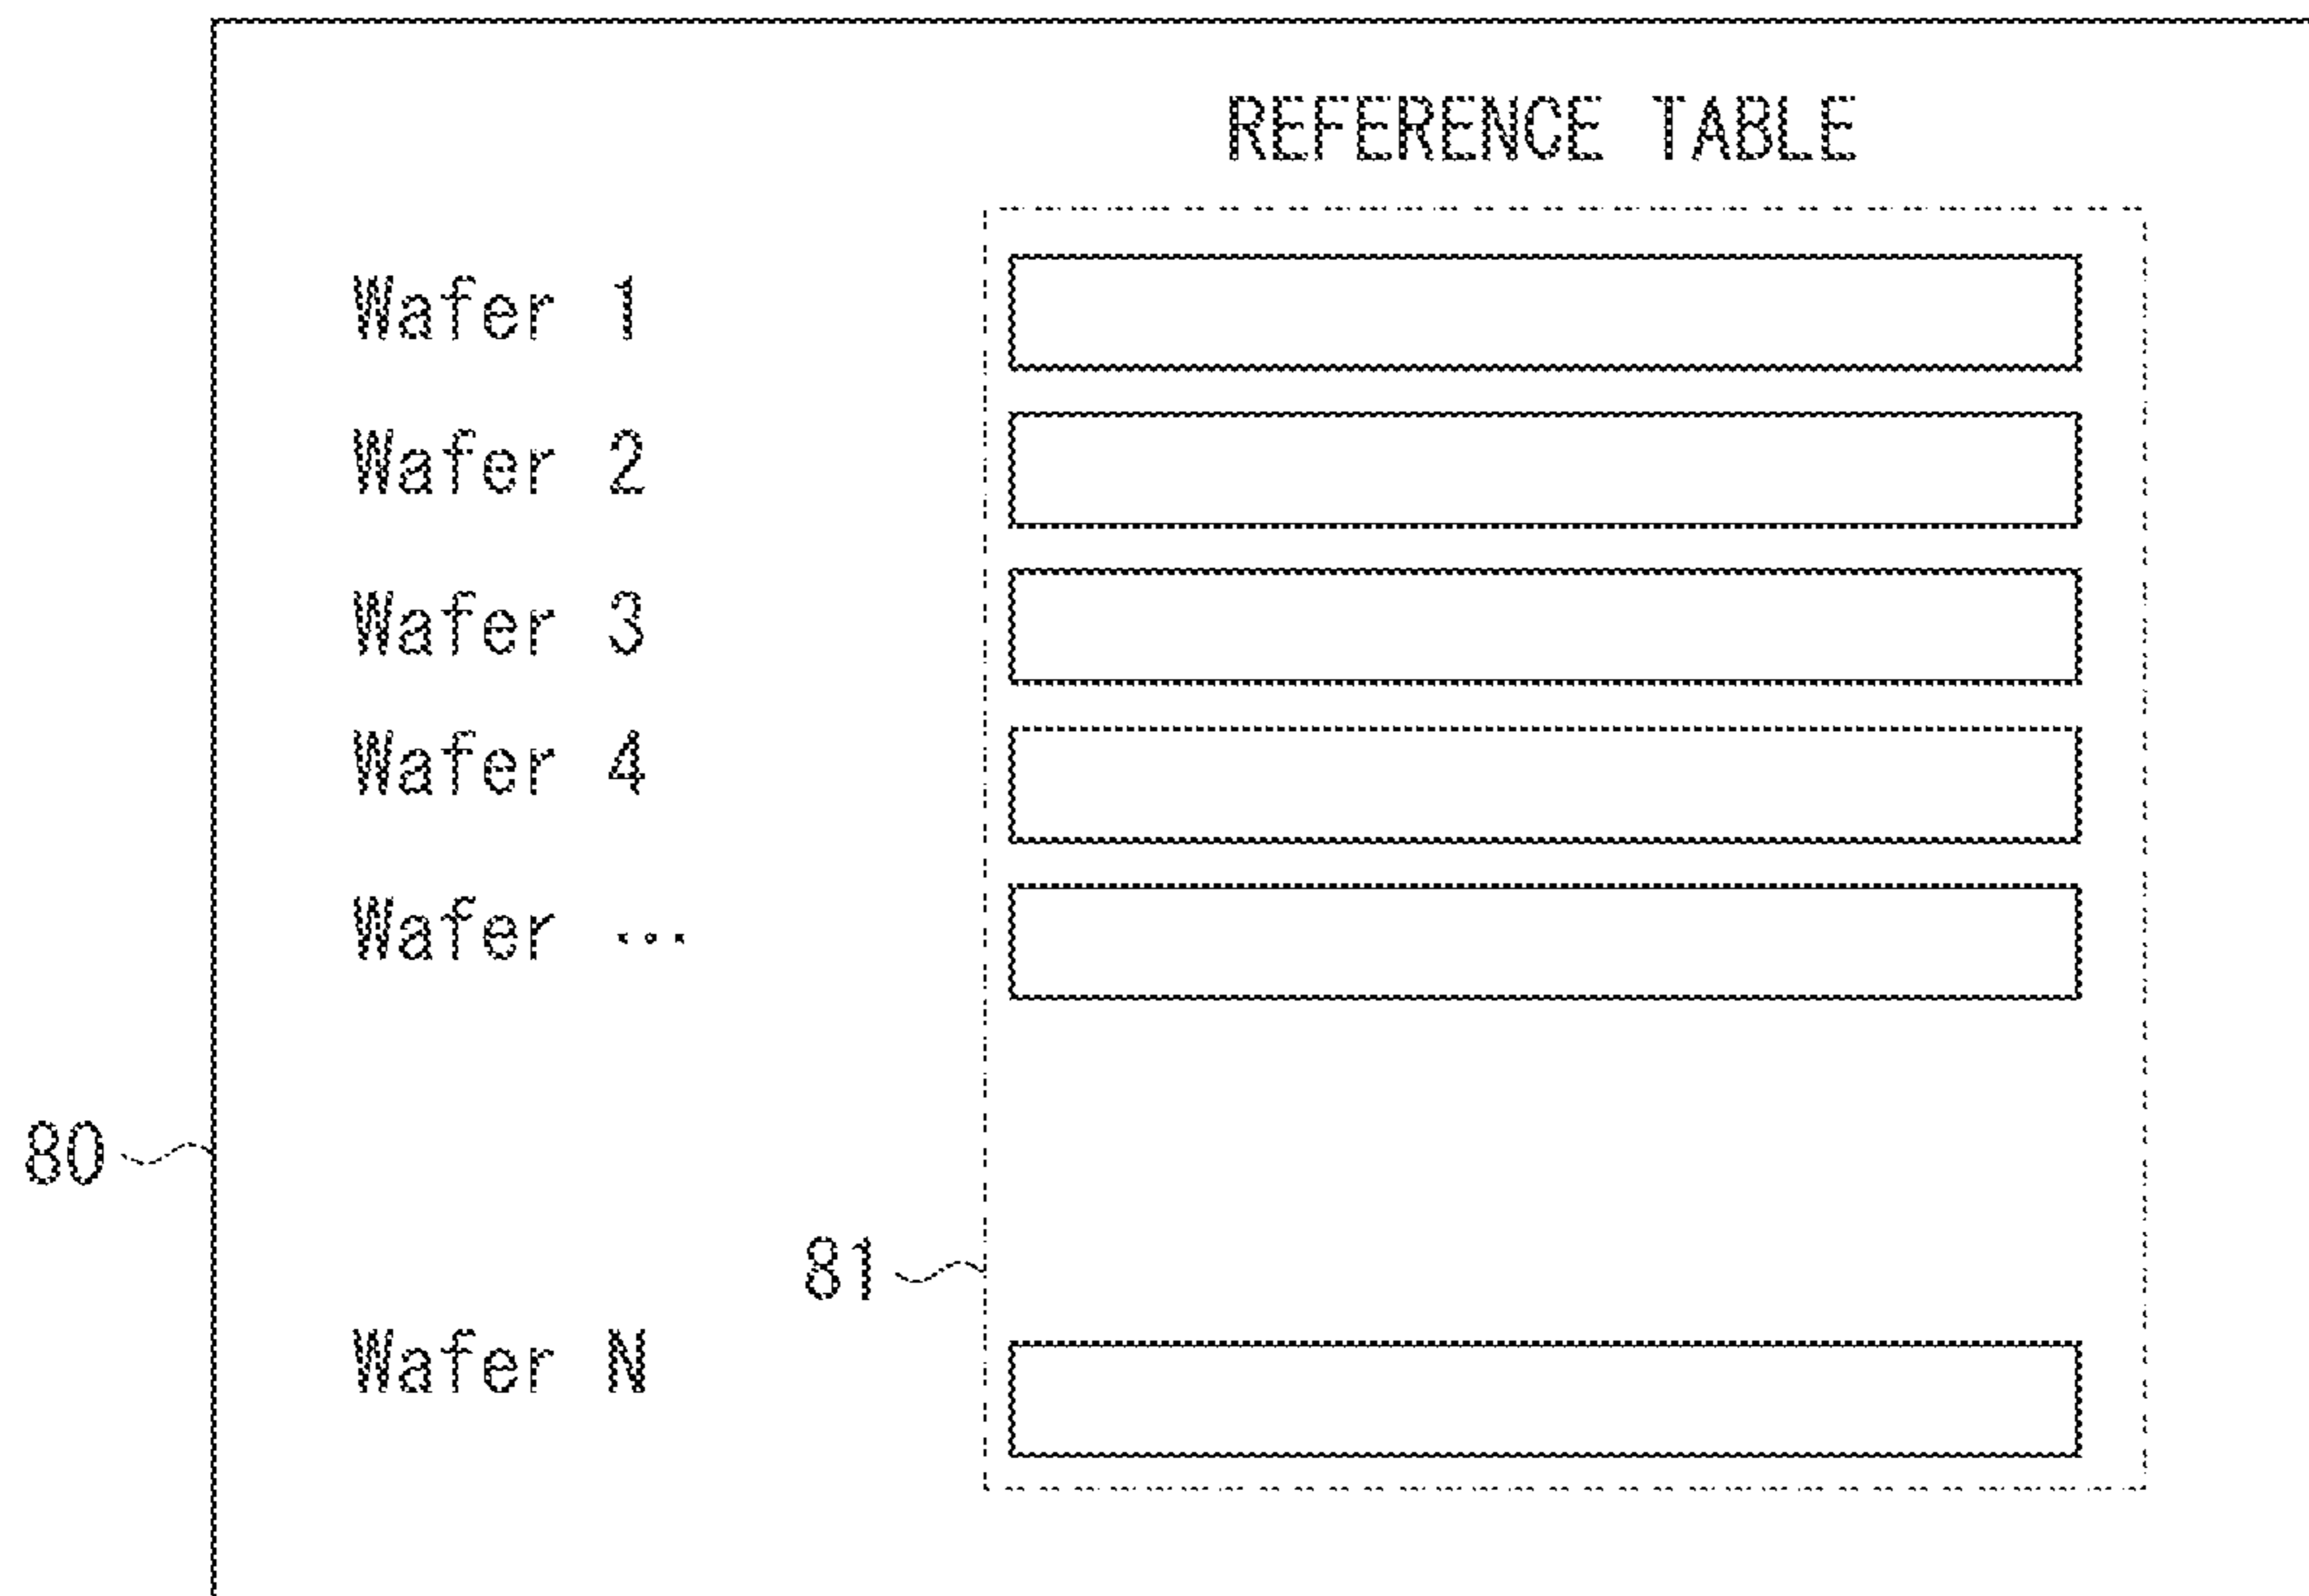 REFERENCE TABLE
Wafer 1
Wafer 2
Wafer 3
Wafer 4
Wafer ...
80
81
Wafer N